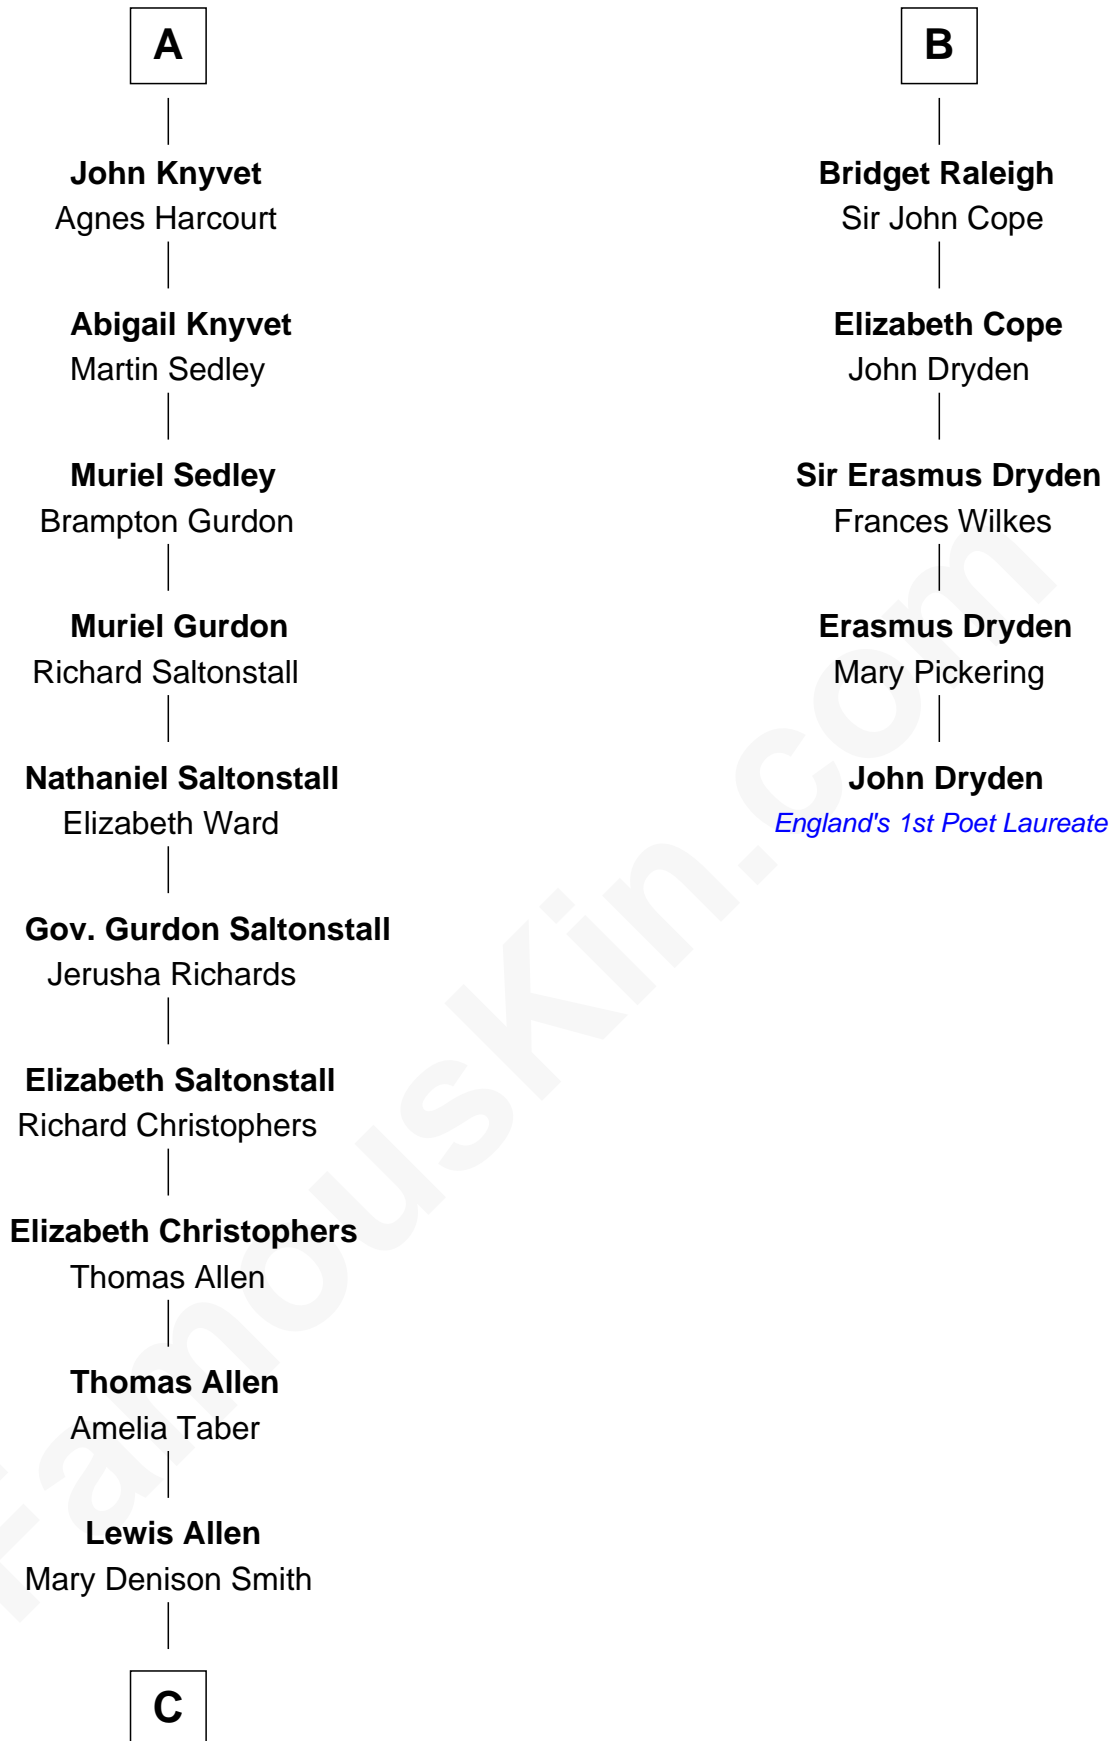 A
John Knyvet
Agnes Harcourt
Abigail Knyvet
Martin Sedley
Muriel Sedley
Brampton Gurdon
Muriel Gurdon
Richard Saltonstall
Nathaniel Saltonstall
Elizabeth Ward
Gov. Gurdon Saltonstall
Jerusha Richards
Elizabeth Saltonstall
Richard Christophers
Elizabeth Christophers
Thomas Allen
Thomas Allen
Amelia Taber
Lewis Allen
Mary Denison Smith
C
B
Bridget Raleigh
Sir John Cope
Elizabeth Cope
John Dryden
Sir Erasmus Dryden
Frances Wilkes
Erasmus Dryden
Mary Pickering
John Dryden
England's 1st Poet Laureate
FamousKin.com